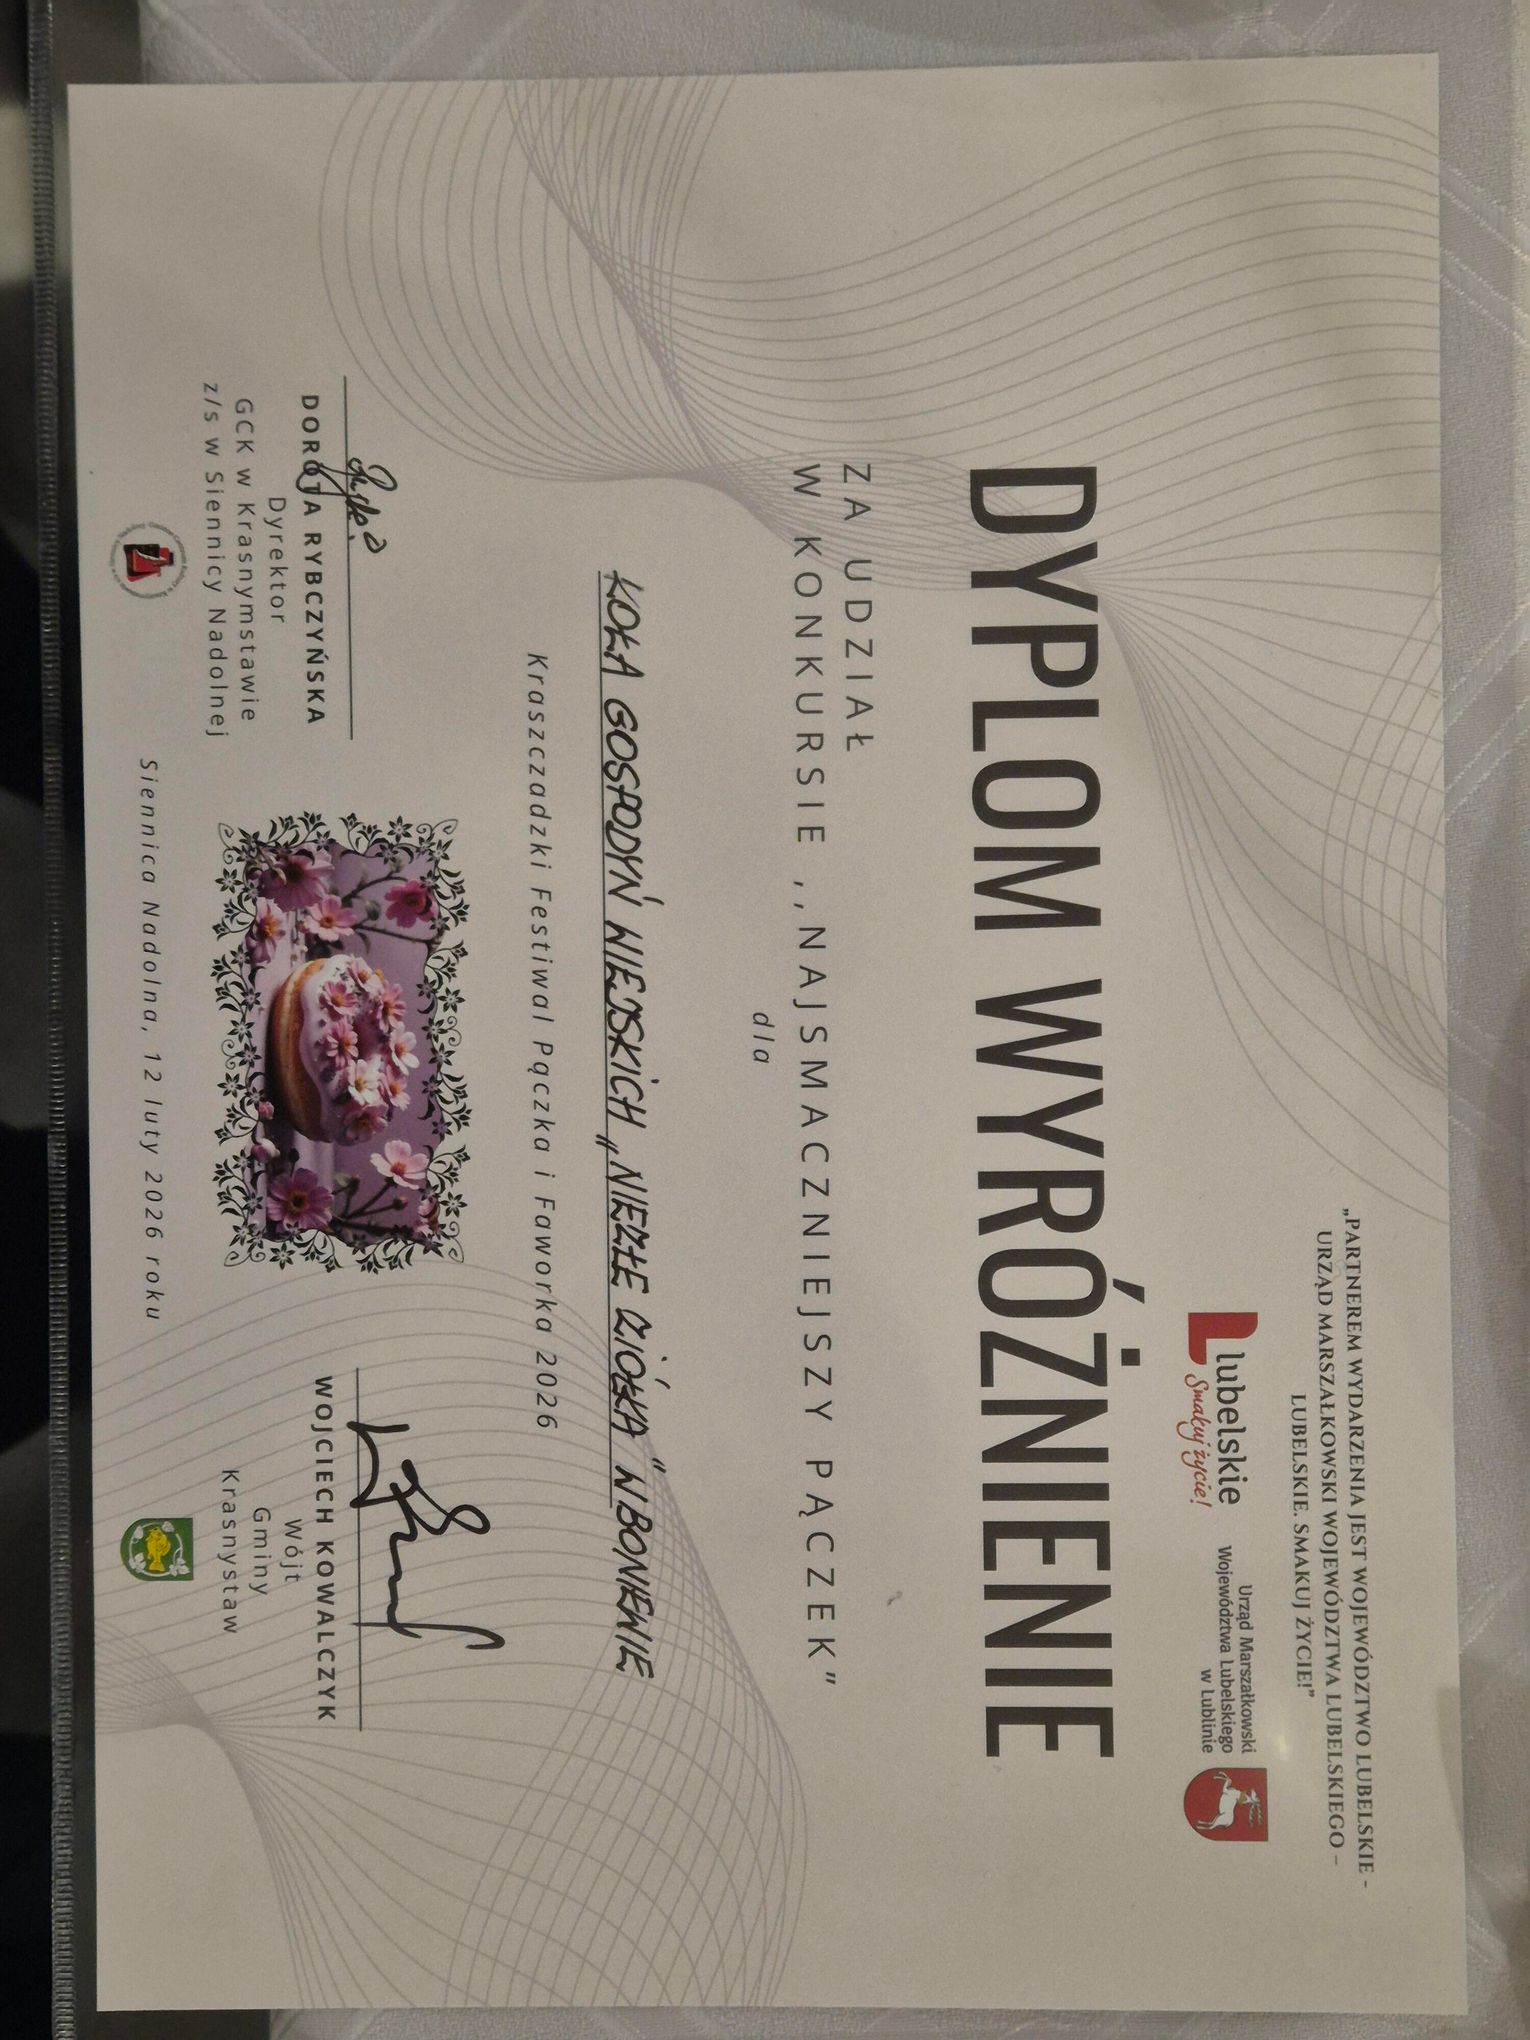 „PARTNEREM WYDARZENIA JEST WOJEWÓDZTWO LUBELSKIE -
URZĄD MARSZAŁKOWSKI WOJEWÓDZTWA LUBELSKIEGO –
LUBELSKIE. SMAKUJ ŻYCIE!”
lubelskie
Smakuj życie!
Urząd Marszałkowski
Województwa Lubelskiego
w Lublinie
DYPLOM WYRÓŻNIENIE
ZA UDZIAŁ
W KONKURSIE ,,NAJSMACZNIEJSZY PĄCZEK”
dla
KOŁA GOSPODYŃ WIEJSKICH „NIEZŁE ZIÓŁKA” W BONIEWIE
Kraszczadzki Festiwal Pączka i Faworka 2026
DOROTA RYBCZYŃSKA
Dyrektor
GCK w Krasnymstawie
z/s w Siennicy Nadolnej
WOJCIECH KOWALCZYK
Wójt
Gminy
Krasnystaw
Siennica Nadolna, 12 luty 2026 roku